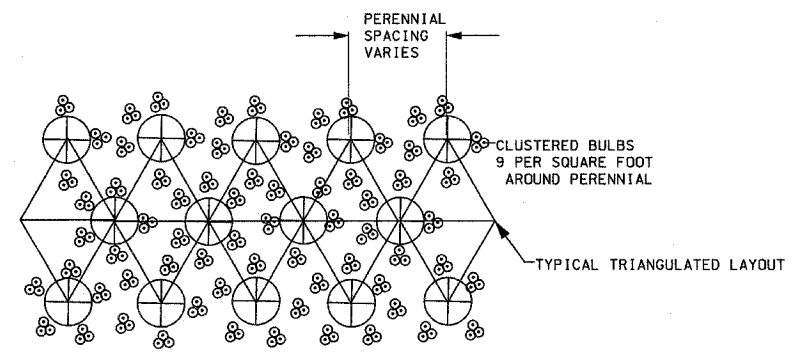 PERENNIAL
SPACING
VARIES
CLUSTERED BULBS
9 PER SQUARE FOOT
AROUND PERENNIAL
TYPICAL TRIANGULATED LAYOUT